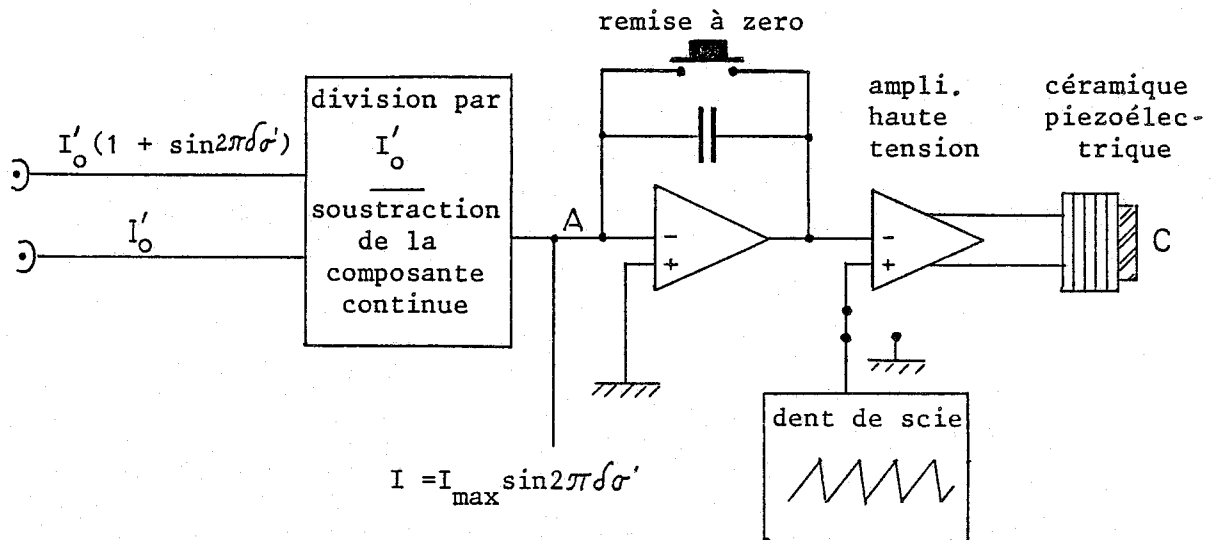 remise à zero
division par
I'o
soustraction
de la
composante
continue
I'o(1 + sin2πδσ')
I'o
A
-
+
I =Imax sin2πδσ'
ampli.
haute
tension
-
+
céramique
piezoélec-
trique
C
dent de scie